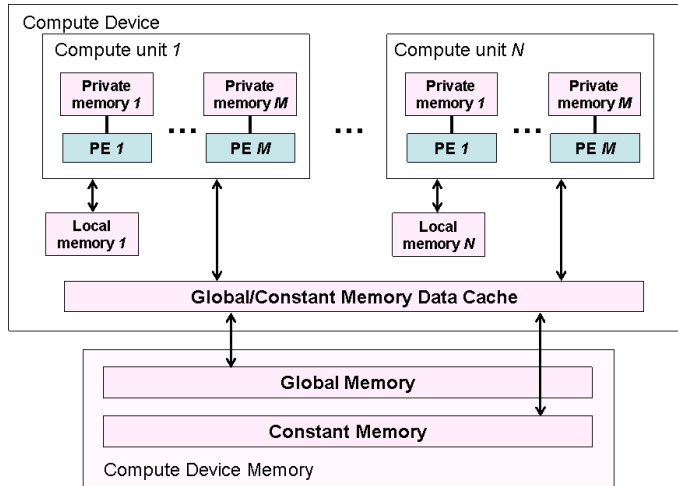 Compute Device
Compute unit 1
Compute unit N
Private
memory 1
Private
memory M
Private
memory 1
Private
memory M
...
...
...
PE 1
PE M
PE 1
PE M
Local
memory 1
Local
memory N
Global/Constant Memory Data Cache
Global Memory
Constant Memory
Compute Device Memory